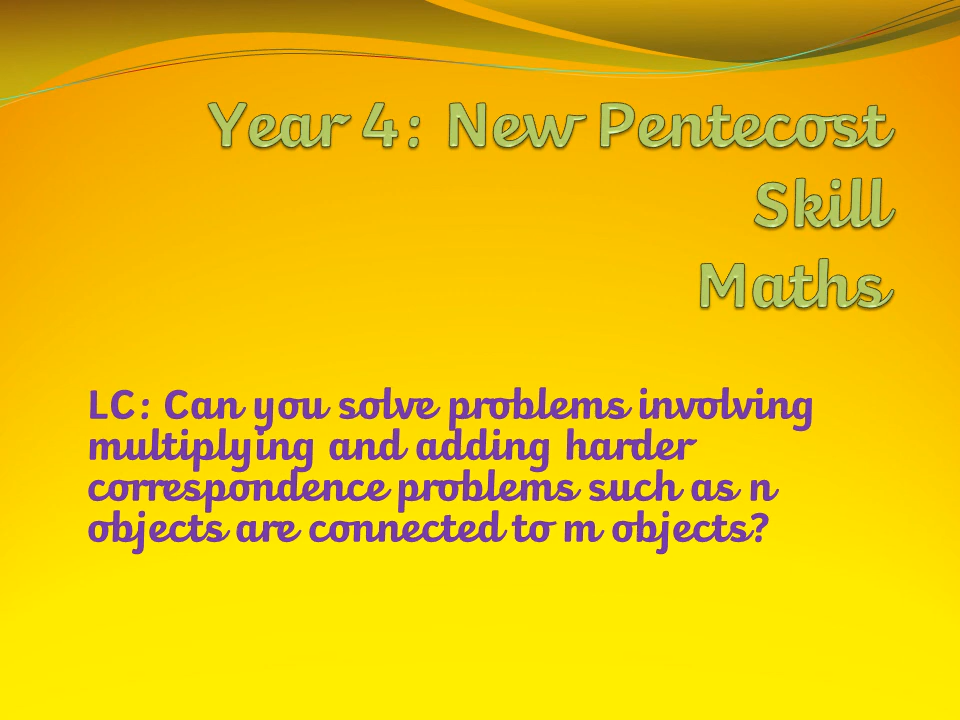 Year 4: New Pentecost
Skill
Maths
LC: Can you solve problems involving
multiplying and adding harder
correspondence problems such as n
objects are connected to m objects?